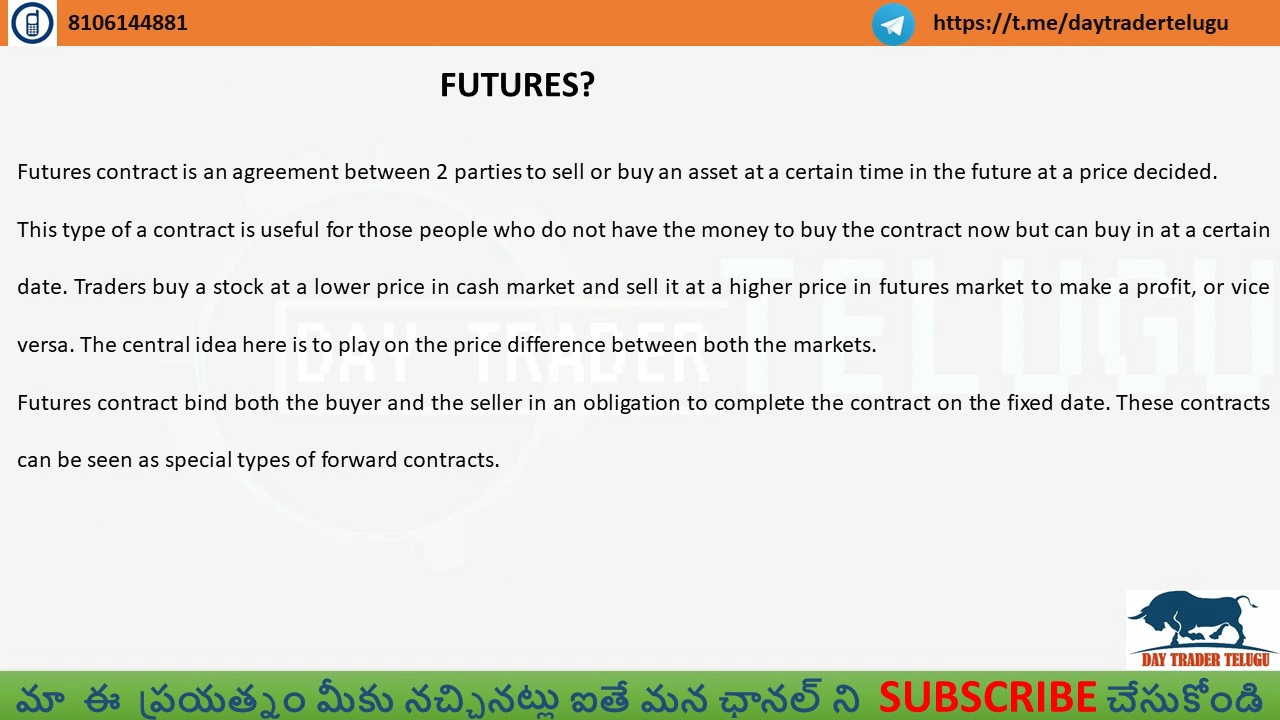 8106144881
https://t.me/daytradertelugu
FUTURES?
Futures contract is an agreement between 2 parties to sell or buy an asset at a certain time in the future at a price decided.
This type of a contract is useful for those people who do not have the money to buy the contract now but can buy in at a certain
date. Traders buy a stock at a lower price in cash market and sell it at a higher price in futures market to make a profit, or vice
versa. The central idea here is to play on the price difference between both the markets.
Futures contract bind both the buyer and the seller in an obligation to complete the contract on the fixed date. These contracts
can be seen as special types of forward contracts.
DAY TRADER TELUGU
DAY TRADER TELUGU
మా ఈ ప్రయత్నం మీకు నచ్చినట్లు ఐతే మన ఛానల్ ని SUBSCRIBE చేసుకోండి